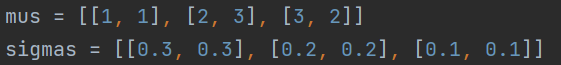 mus = [[1, 1], [2, 3], [3, 2]]
sigmas = [[0.3, 0.3], [0.2, 0.2], [0.1, 0.1]]